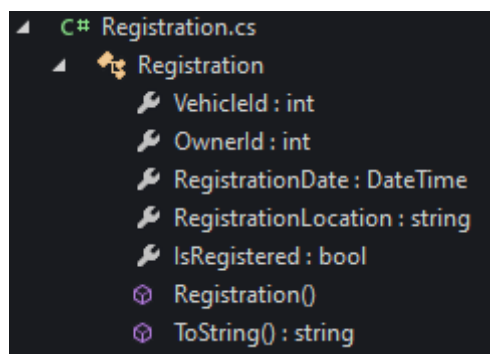 C# Registration.cs
Registration
VehicleId : int
OwnerId : int
RegistrationDate : DateTime
RegistrationLocation : string
IsRegistered : bool
Registration()
ToString() : string